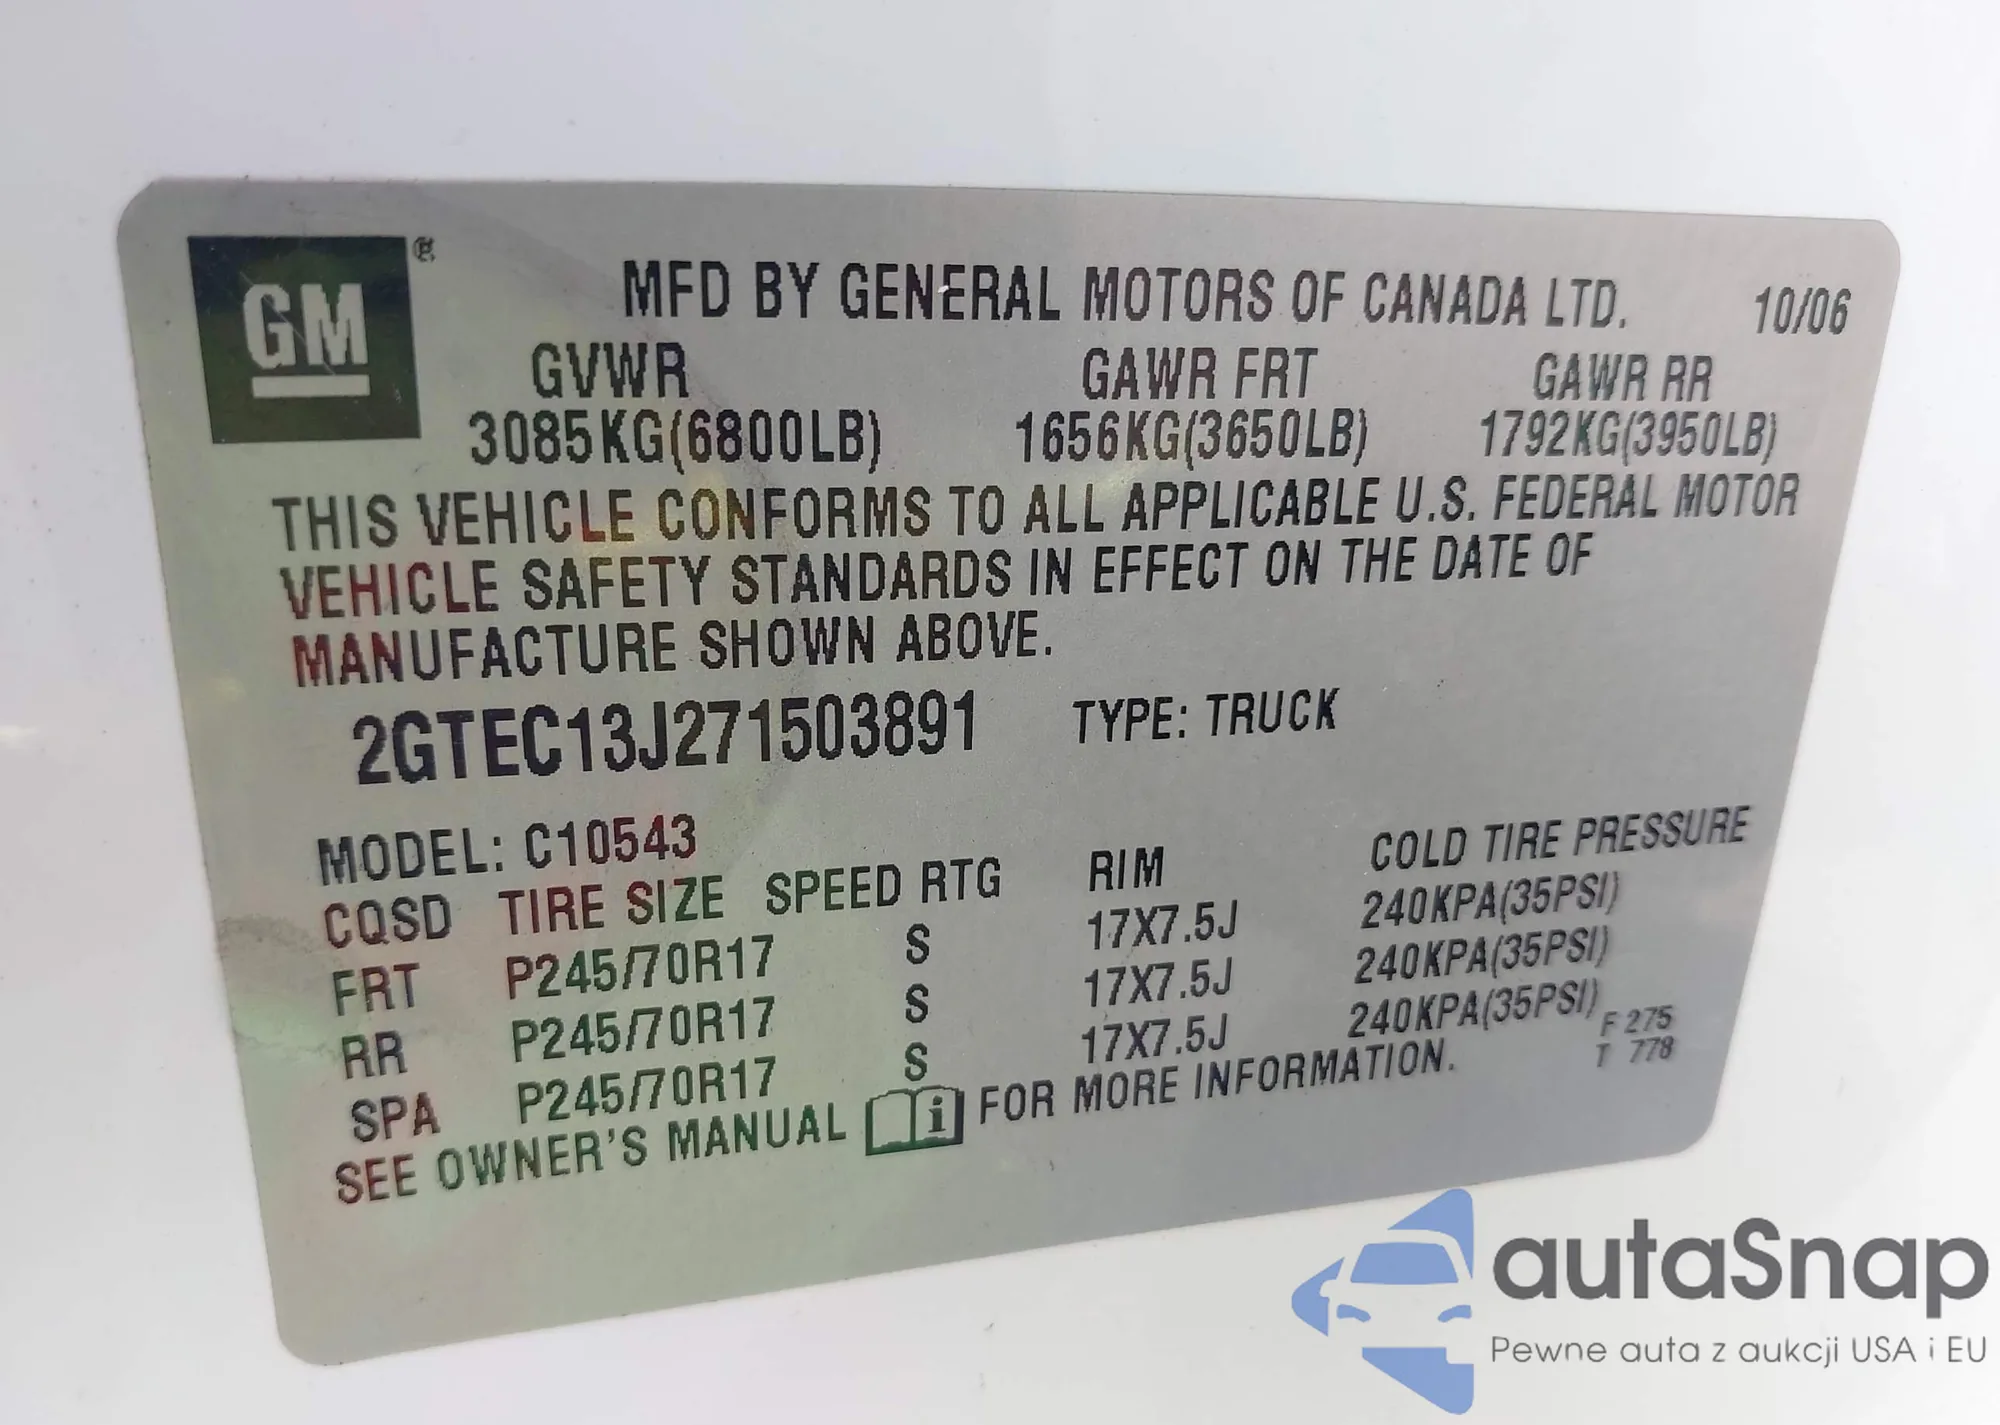 GM®
MFD BY GENERAL MOTORS OF CANADA LTD. 10/06
GVWR GAWR FRT GAWR RR
3085KG(6800LB) 1656KG(3650LB) 1792KG(3950LB)
THIS VEHICLE CONFORMS TO ALL APPLICABLE U.S. FEDERAL MOTOR
VEHICLE SAFETY STANDARDS IN EFFECT ON THE DATE OF
MANUFACTURE SHOWN ABOVE.
2GTEC13J271503891 TYPE: TRUCK
MODEL: C10543
CQSD TIRE SIZE SPEED RTG RIM COLD TIRE PRESSURE
FRT P245/70R17 S 17X7.5J 240KPA(35PSI)
RR P245/70R17 S 17X7.5J 240KPA(35PSI)
SPA P245/70R17 S 17X7.5J 240KPA(35PSI)
F 275
T 778
SEE OWNER'S MANUAL i FOR MORE INFORMATION.
autaSnap
Pewne auta z aukcji USA i EU